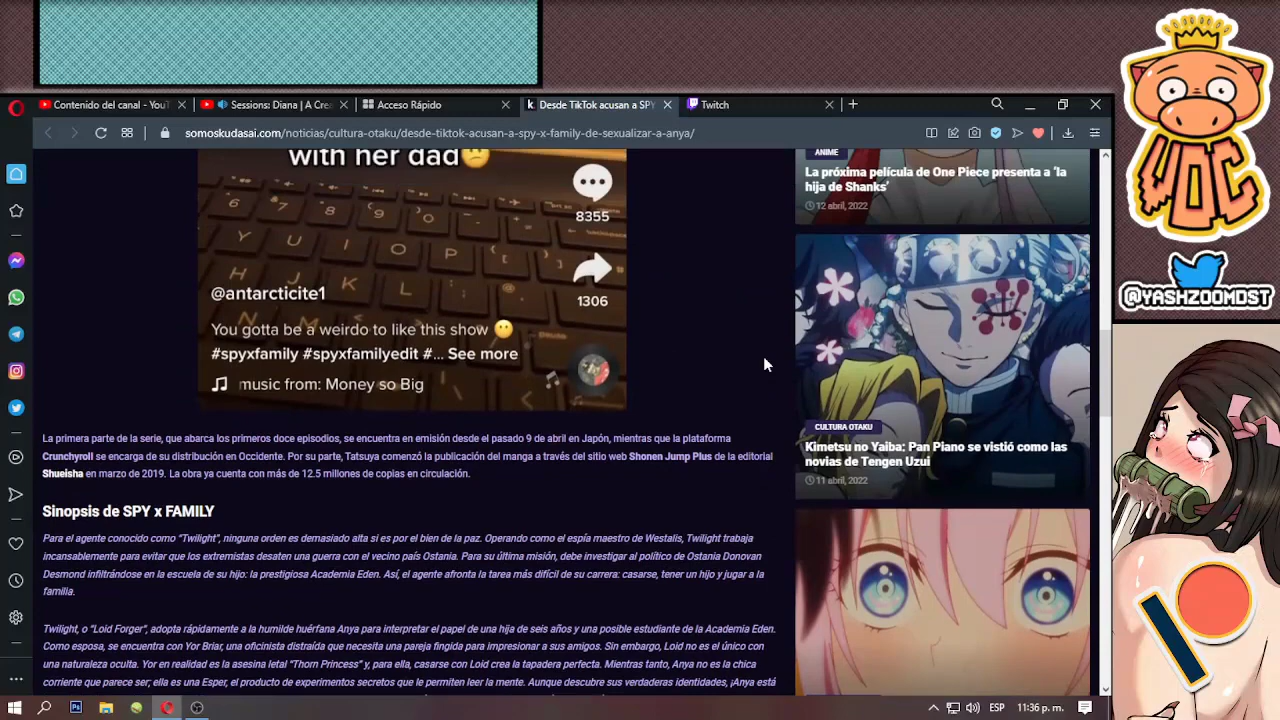 Contenido del canal - YouT
Sessions: Diana | A Crea
Acceso Rápido
Desde TikTok acusan a SPY
Twitch
somoskudasaii.com/noticias/cultura-otaku/desde-tiktok-acusan-a-spy-x-family-de-sexualizar-a-anya/
with her dad
8355
1306
@antarcticite1
You gotta be a weirdo to like this show
#spyxfamily #spyxfamilyedit #... See more
music from: Money so Big
La primera parte de la serie, que abarca los primeros doce episodios, se encuentra en emisión desde el pasado 9 de abril en Japón, mientras que la plataforma
Crunchyroll se encarga de su distribución en Occidente. Por su parte, Tatsuya comenzó la publicación del manga a través del sitio web Shonen Jump Plus de la editorial
Shueisha en marzo de 2019. La obra ya cuenta con más de 12.5 millones de copias en circulación.
Sinopsis de SPY x FAMILY
Para el agente conocido como "Twilight", ninguna orden es demasiado alta si es por el bien de la paz. Operando como el espía maestro de Westalis, Twilight trabaja
incansablemente para evitar que los extremistas desaten una guerra con el vecino país Ostania. Para su última misión, debe investigar al político de Ostania Donovan
Desmond infiltrándose en la escuela de su hijo: la prestigiosa Academia Eden. Así, el agente afronta la tarea más difícil de su carrera: casarse, tener un hijo y jugar a la
familia.
Twilight, o "Loid Forger", adopta rápidamente a la humilde huérfana Anya para interpretar el papel de una hija de seis años y una posible estudiante de la Academia Eden.
Como esposa, se encuentra con Yor Briar, una oficinista distraída que necesita una pareja fingida para impresionar a sus amigos. Sin embargo, Loid no es el único con
una naturaleza oculta. Yor en realidad es la asesina letal "Thorn Princess" y, para ella, casarse con Loid crea la tapadera perfecta. Mientras tanto, Anya no es la chica
corriente que parece ser, ella es una Esper, el producto de experimentos secretos que le permiten leer la mente. Aunque descubre sus verdaderas identidades, ¡Anya está
ANIME
La próxima película de One Piece presenta a 'la
hija de Shanks'
12 abril, 2022
CULTURA OTAKU
Kimetsu no Yaiba: Pan Piano se vistió como las
novias de Tengen Uzui
11 abril, 2022
WOC
@YASHZOOMDST
ESP
11:36 p. m.